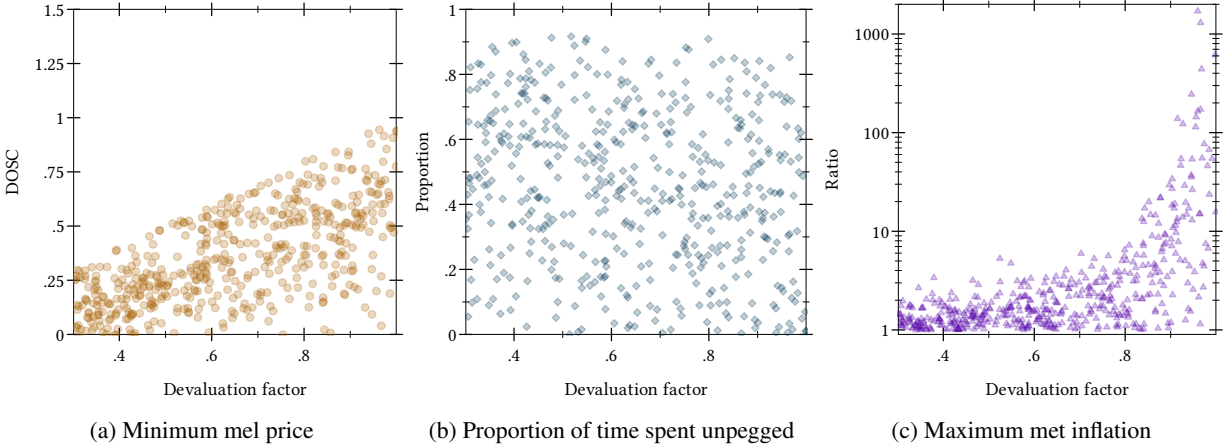 1.5
1.25
1
.75
.5
.25
0
.4
.6
.8
DOSC
Devaluation factor
(a) Minimum mel price
1
.8
.6
.4
.2
0
.4
.6
.8
Proportion
Devaluation factor
(b) Proportion of time spent unpegged
1000
100
10
1
.4
.6
.8
Ratio
Devaluation factor
(c) Maximum met inflation